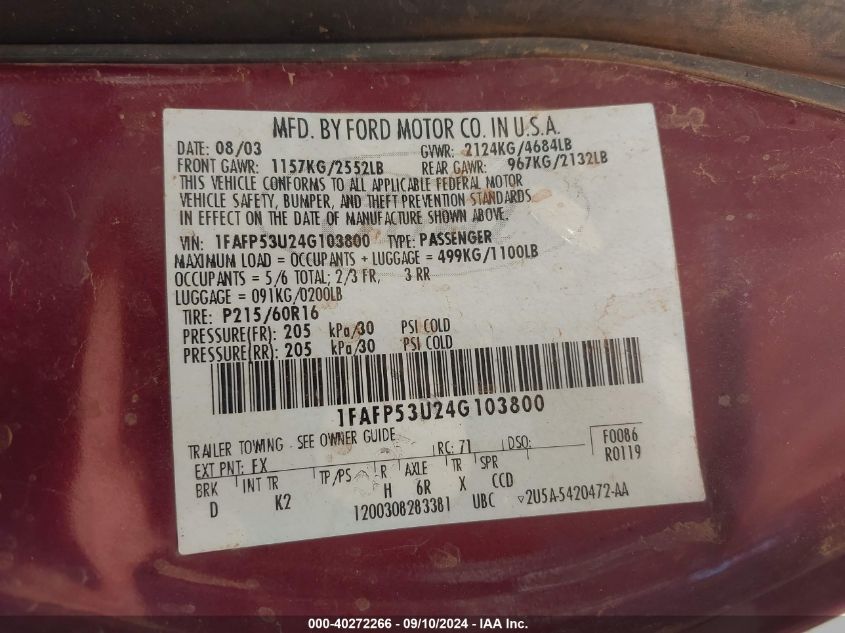 MFD. BY FORD MOTOR CO. IN U.S.A.
DATE: 08/03 GVWR: 2124KG/4684LB
FRONT GAWR: 1157KG/2552LB REAR GAWR: 967KG/2132LB
THIS VEHICLE CONFORMS TO ALL APPLICABLE FEDERAL MOTOR
VEHICLE SAFETY, BUMPER, AND THEFT PREVENTION STANDARDS
IN EFFECT ON THE DATE OF MANUFACTURE SHOWN ABOVE.
VIN: 1FAFP53U24G103800 TYPE: PASSENGER
MAXIMUM LOAD = OCCUPANTS + LUGGAGE = 499KG/1100LB
OCCUPANTS = 5/6 TOTAL; 2/3 FR, 3 RR
LUGGAGE = 091KG/0200LB
TIRE: P215/60R16
PRESSURE(FR): 205 kPa/30 PSI COLD
PRESSURE(RR): 205 kPa/30 PSI COLD
1FAFP53U24G103800
TRAILER TOWING - SEE OWNER GUIDE
EXT PNT: FX RC: 71 DSO: F0086
R0119
BRK INT TR TP/PS R AXLE TR SPR
D K2 H 6R X CCD
1200308283381 UBC 2U5A-5420472-AA
000-40272266 - 09/10/2024 - IAA Inc.